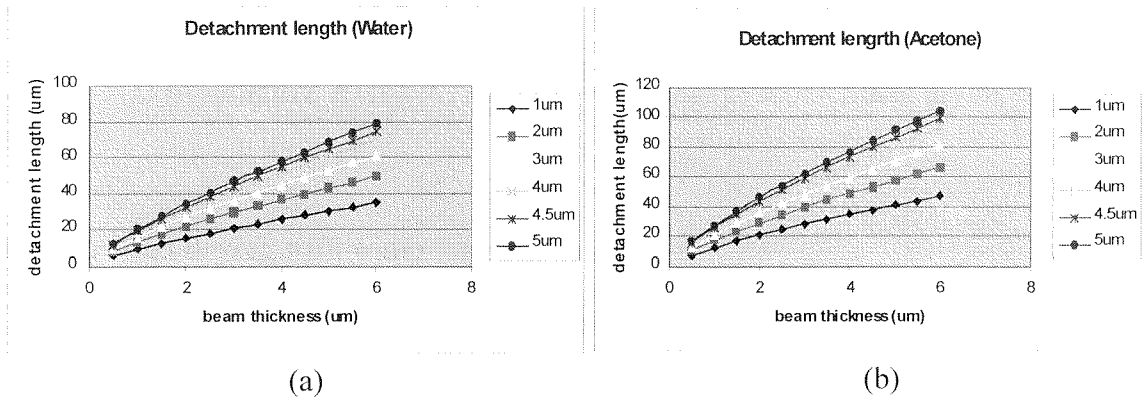 Detachment length (Water)
detachment length (um)
100
80
60
40
20
0
0 2 4 6 8
beam thickness (um)
1um
2um
3um
4um
4.5um
5um
(a)
Detachment lengrth (Acetone)
detachment length(um)
120
100
80
60
40
20
0
0 2 4 6 8
beam thickness (um)
1um
2um
3um
4um
4.5um
5um
(b)